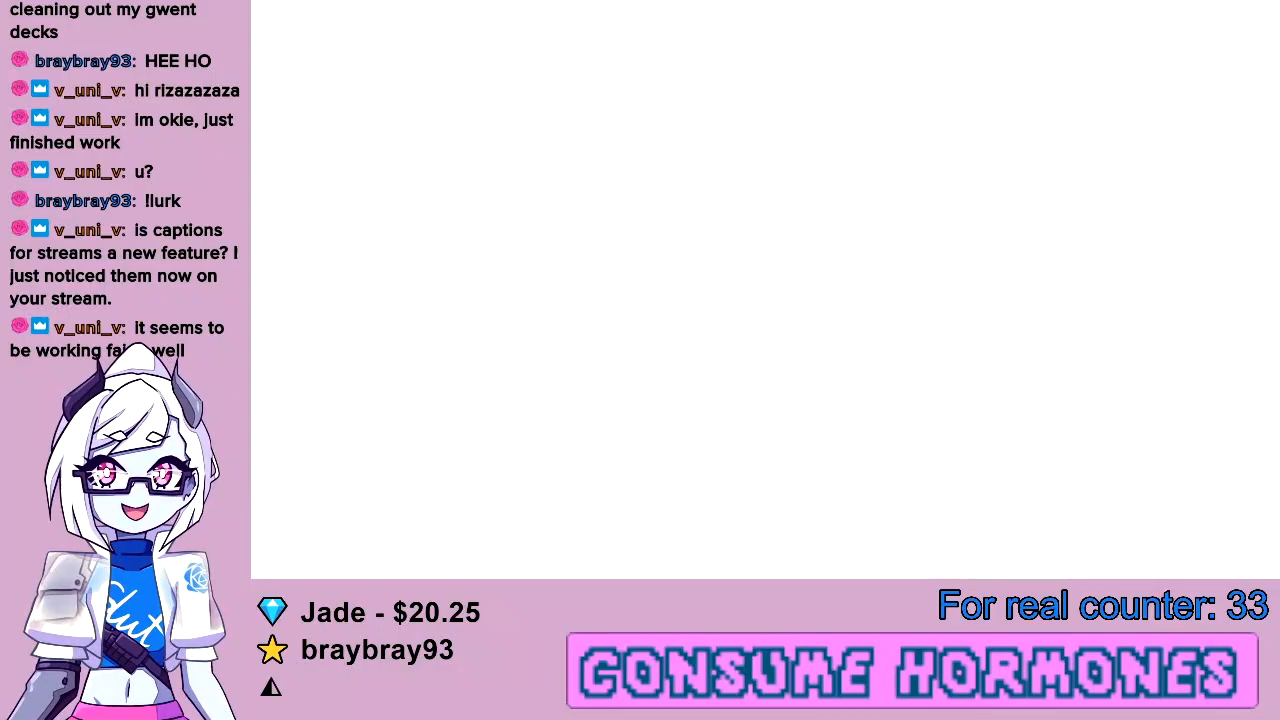 cleaning out my gwent
decks
braybray93: HEE HO
v_uni_v: hi rizazazaza
v_uni_v: im okie, just
finished work
v_uni_v: u?
braybray93: !lurk
v_uni_v: is captions
for streams a new feature? I
just noticed them now on
your stream.
v_uni_v: it seems to
be working well
Slut
Jade - $20.25
braybray93
For real counter: 33
CONSUME HORMONES